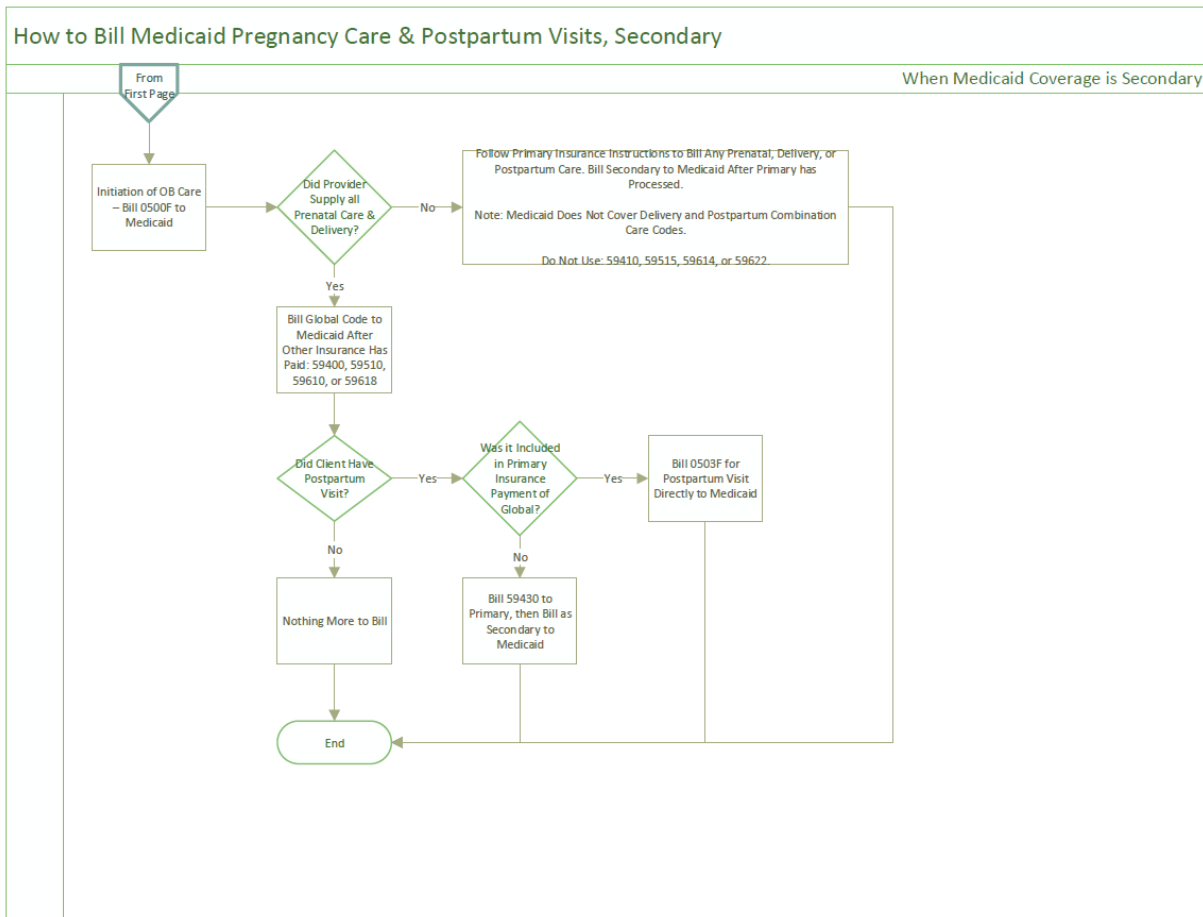 How to Bill Medicaid Pregnancy Care & Postpartum Visits, Secondary
When Medicaid Coverage is Secondary
From
First Page
Initiation of OB Care
– Bill 0500F to
Medicaid
Did Provider
Supply all
Prenatal Care &
Delivery?
No
Follow Primary Insurance Instructions to Bill Any Prenatal, Delivery, or
Postpartum Care. Bill Secondary to Medicaid After Primary has
Processed.
Note: Medicaid Does Not Cover Delivery and Postpartum Combination
Care Codes.
Do Not Use: 59410, 59515, 59614, or 59622.
Yes
Bill Global Code to
Medicaid After
Other Insurance Has
Paid: 59400, 59510,
59610, or 59618
Did Client Have
Postpartum
Visit?
Yes
Was it Included
in Primary
Insurance
Payment of
Global?
Yes
Bill 0503F for
Postpartum Visit
Directly to Medicaid
No
No
Nothing More to Bill
Bill 59430 to
Primary, then Bill as
Secondary to
Medicaid
End